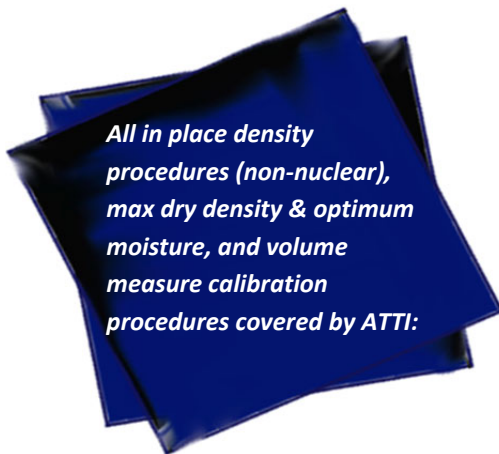 All in place density
procedures (non-nuclear),
max dry density & optimum
moisture, and volume
measure calibration
procedures covered by ATTI: